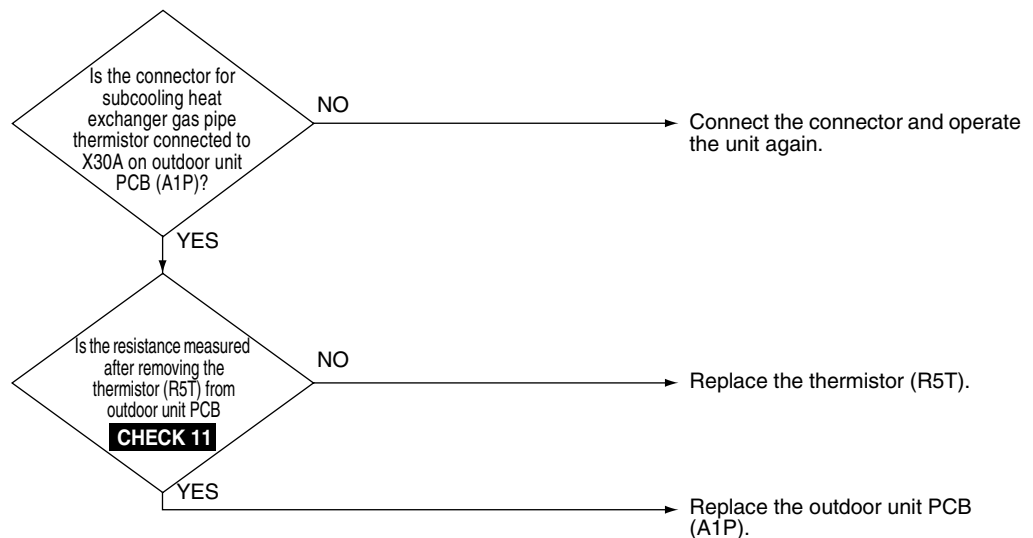 Is the connector for
subcooling heat
exchanger gas pipe
thermistor connected to
X30A on outdoor unit
PCB (A1P)?
NO
Connect the connector and operate
the unit again.
YES
Is the resistance measured
after removing the
thermistor (R5T) from
outdoor unit PCB
CHECK 11
NO
Replace the thermistor (R5T).
YES
Replace the outdoor unit PCB
(A1P).